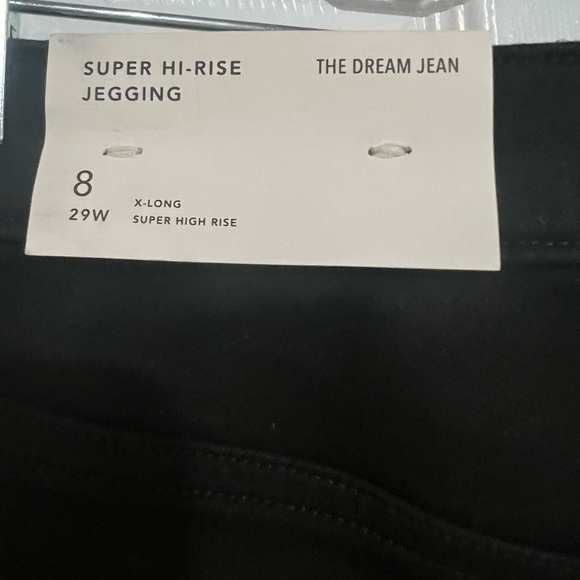 SUPER HI-RISE
JEGGING
THE DREAM JEAN
8
29W
X-LONG
SUPER HIGH RISE